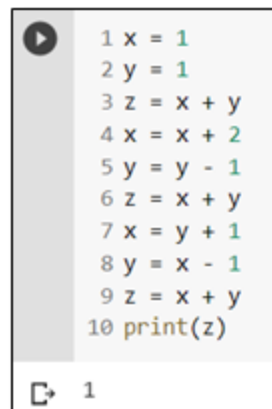 1 x = 1
2 y = 1
3 z = x + y
4 x = x + 2
5 y = y - 1
6 z = x + y
7 x = y + 1
8 y = x - 1
9 z = x + y
10 print(z)
1